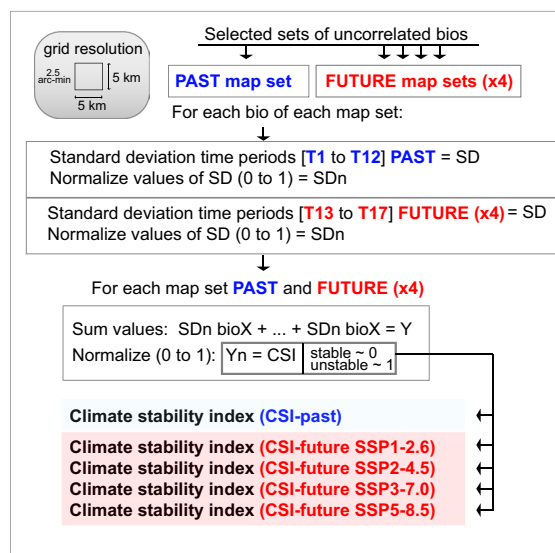 grid resolution
2.5
arc-min
5 km
5 km
Selected sets of uncorrelated bios
PAST map set
FUTURE map sets (x4)
For each bio of each map set:
Standard deviation time periods [T1 to T12] PAST = SD
Normalize values of SD (0 to 1) = SDn
Standard deviation time periods [T13 to T17] FUTURE (x4) = SD
Normalize values of SD (0 to 1) = SDn
For each map set PAST and FUTURE (x4)
Sum values: SDn bioX + ... + SDn bioX = Y
Normalize (0 to 1): Yn = CSI
stable ~ 0
unstable ~ 1
Climate stability index (CSI-past)
Climate stability index (CSI-future SSP1-2.6)
Climate stability index (CSI-future SSP2-4.5)
Climate stability index (CSI-future SSP3-7.0)
Climate stability index (CSI-future SSP5-8.5)